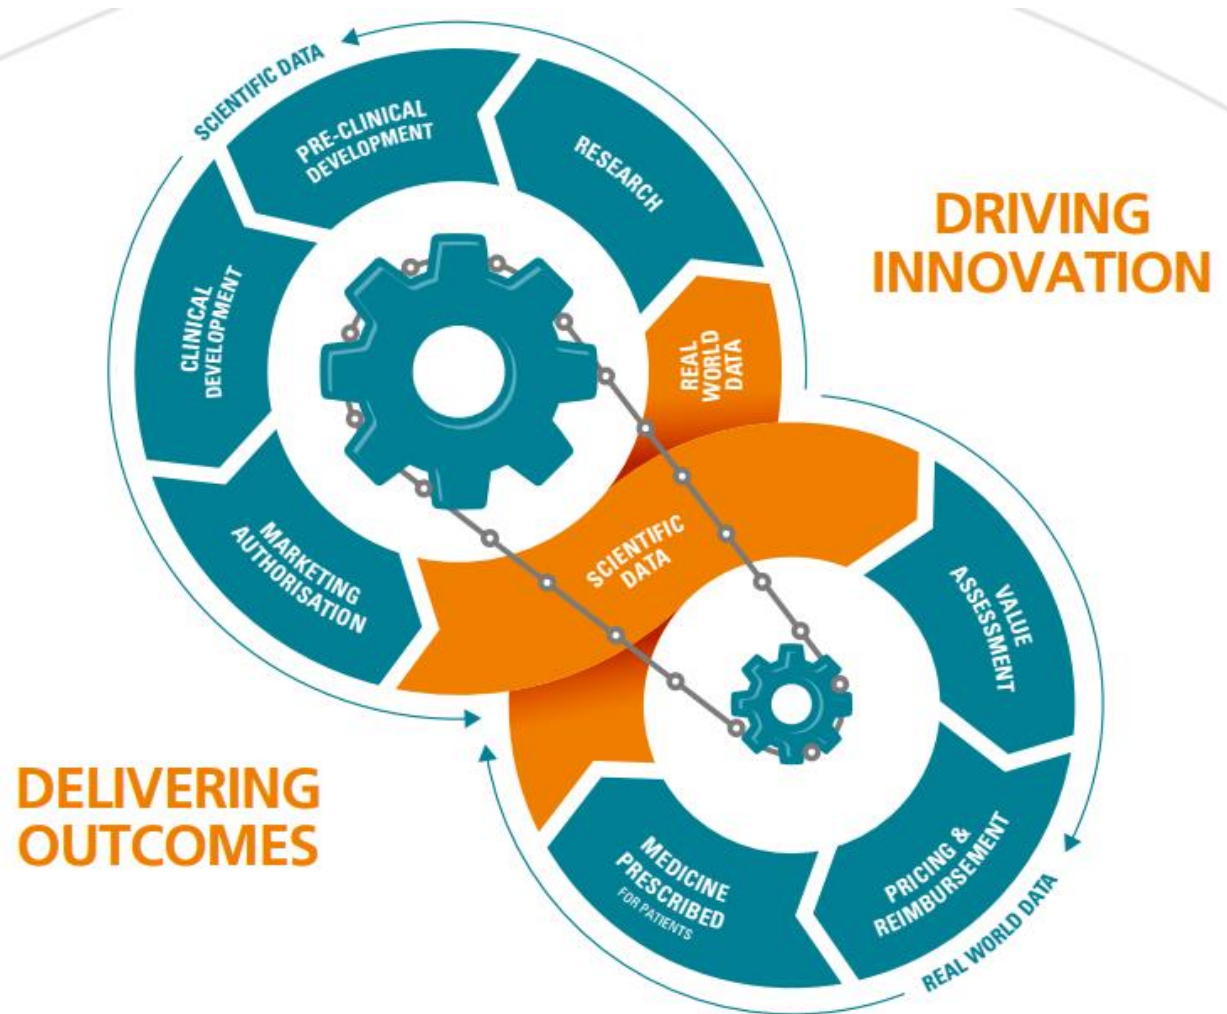 SCIENTIFIC DATA
PRE-CLINICAL
DEVELOPMENT
RESEARCH
DRIVING
INNOVATION
CLINICAL
DEVELOPMENT
REAL
WORLD
DATA
MARKETING
AUTHORISATION
SCIENTIFIC
DATA
VALUE
ASSESSMENT
DELIVERING
OUTCOMES
MEDICINE
PRESCRIBED
FOR PATIENTS
PRICING &
REIMBURSEMENT
REAL WORLD DATA